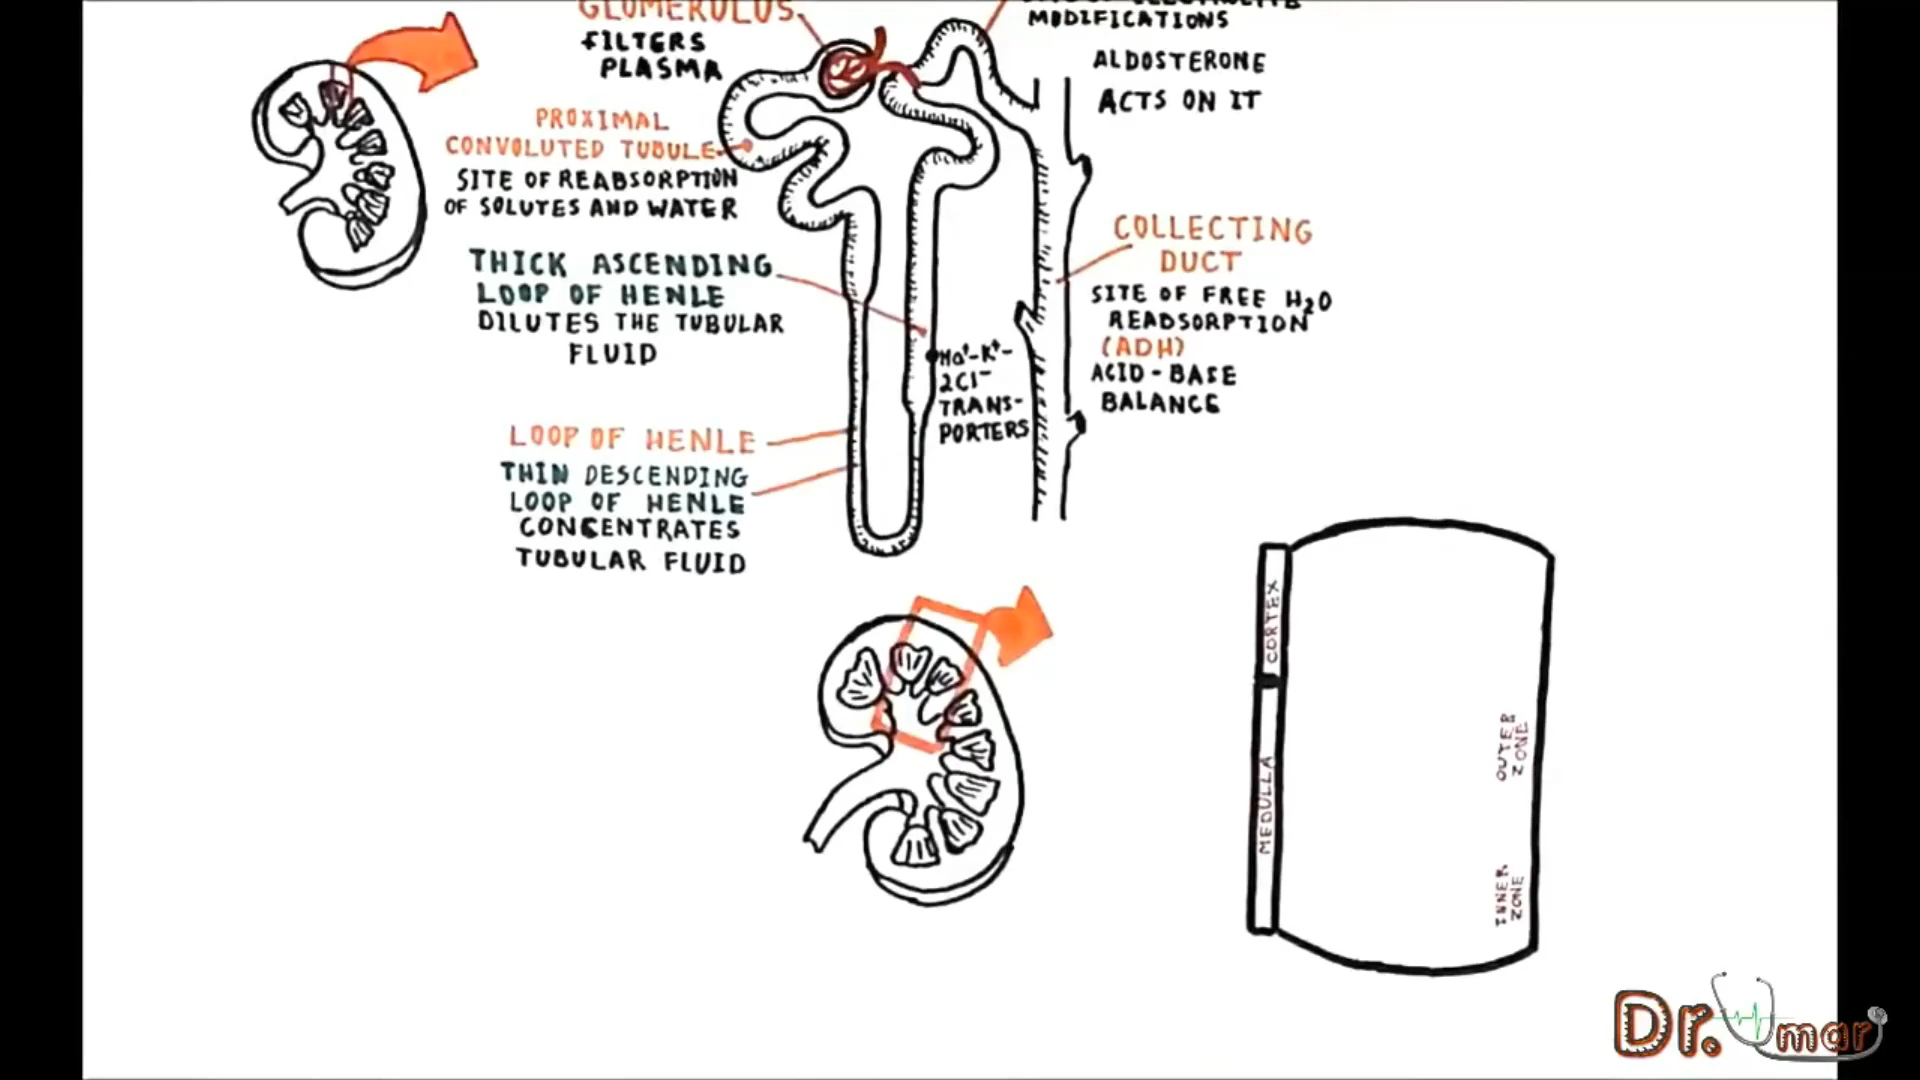 GLOMERULUS
FILTERS
PLASMA
PROXIMAL
CONVOLUTED TUBULE
SITE OF REABSORPTION
OF SOLUTES AND WATER
THICK ASCENDING
LOOP OF HENLE
DILUTES THE TUBULAR
FLUID
LOOP OF HENLE
THIN DESCENDING
LOOP OF HENLE
CONCENTRATES
TUBULAR FLUID
Na⁺-K⁺-
2Cl⁻
TRANS-
PORTERS
MODIFICATIONS
ALDOSTERONE
ACTS ON IT
COLLECTING
DUCT
SITE OF FREE H₂O
REABSORPTION
(ADH)
ACID-BASE
BALANCE
CORTEX
MEDULLA
OUTER
ZONE
INNER
ZONE
Dr. Umar